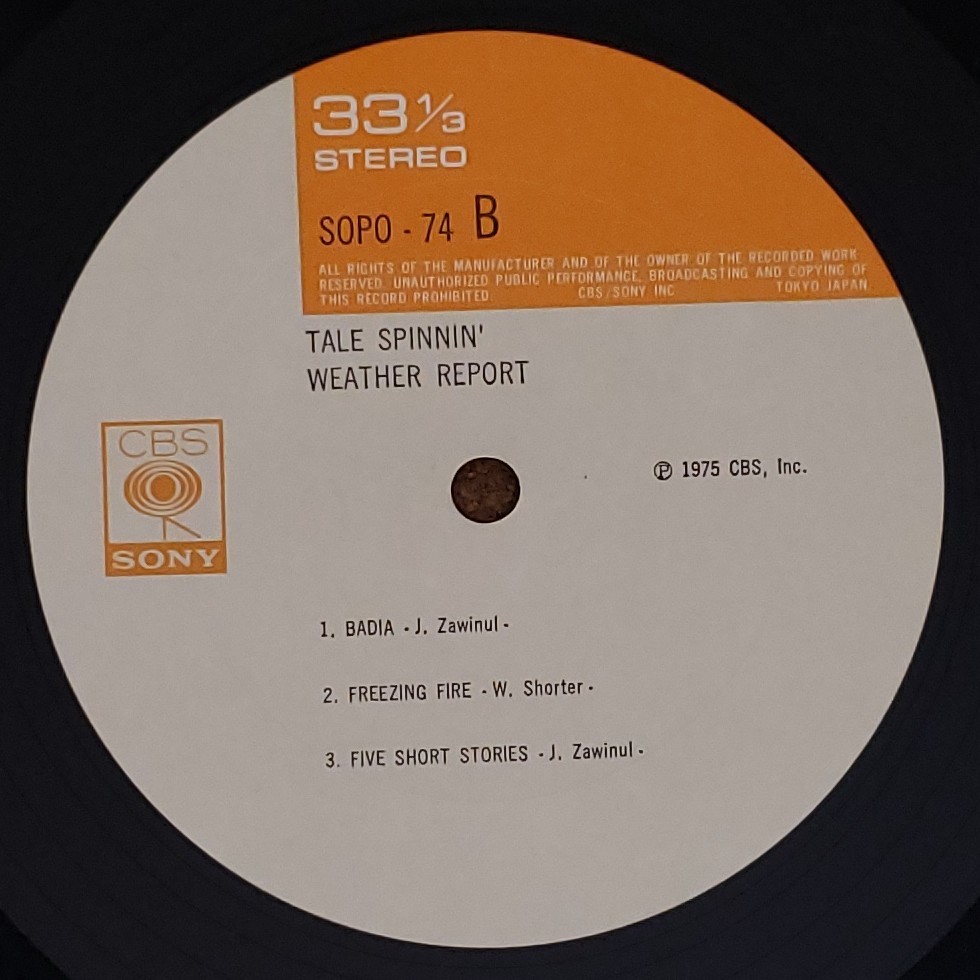 33 1/3
STEREO
SOPO - 74 B
ALL RIGHTS OF THE MANUFACTURER AND OF THE OWNER OF THE RECORDED WORK
RESERVED. UNAUTHORIZED PUBLIC PERFORMANCE, BROADCASTING AND COPYING OF
THIS RECORD PROHIBITED. CBS/SONY INC TOKYO JAPAN
TALE SPINNIN'
WEATHER REPORT
CBS
SONY
℗ 1975 CBS, Inc.
1. BADIA - J. Zawinul -
2. FREEZING FIRE - W. Shorter -
3. FIVE SHORT STORIES - J. Zawinul -